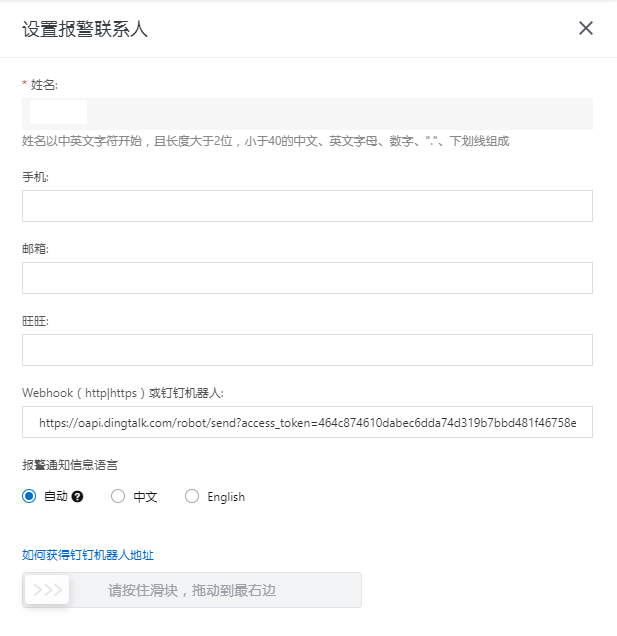 设置报警联系人
* 姓名:
姓名以中英文字符开始，且长度大于2位，小于40的中文、英文字母、数字、"."、下划线组成
手机:
邮箱:
旺旺:
Webhook（http|https）或钉钉机器人:
https://oapi.dingtalk.com/robot/send?access_token=464c874610dabec6dda74d319b7bbd481f46758e
报警通知信息语言
自动 ? 中文 English
如何获得钉钉机器人地址
>>> 请按住滑块，拖动到最右边